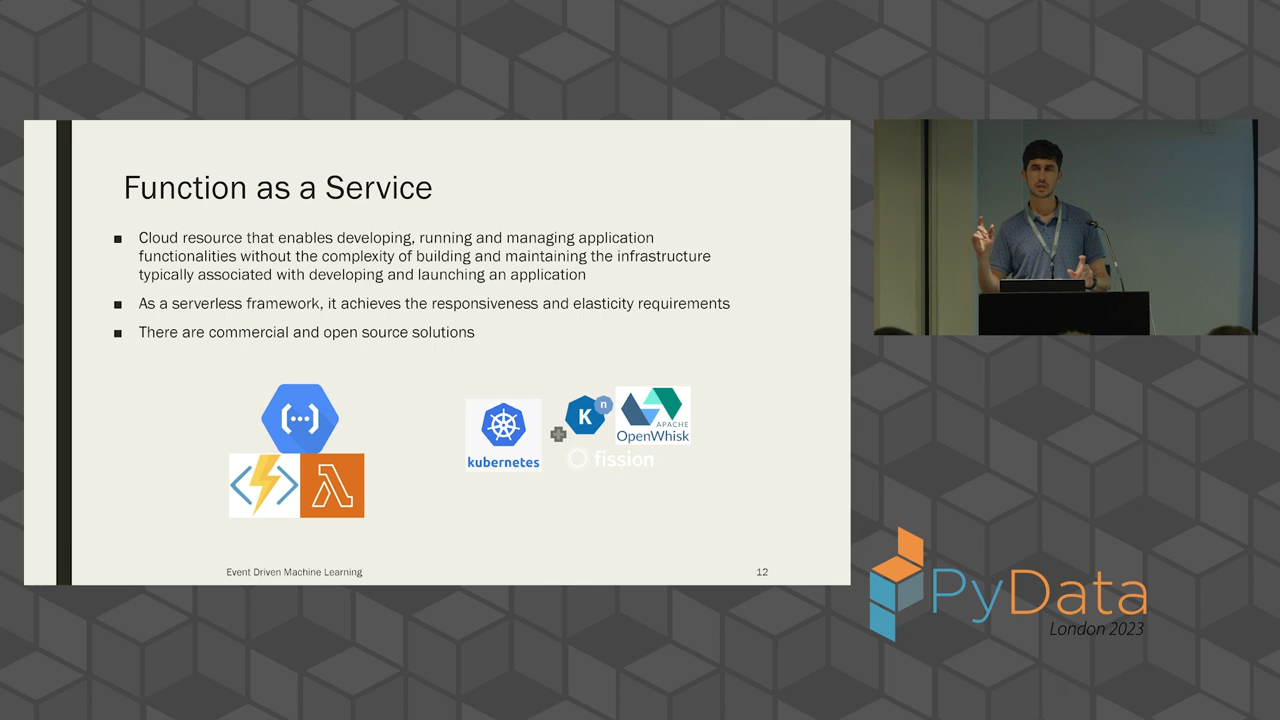 Function as a Service
Cloud resource that enables developing, running and managing application
functionalities without the complexity of building and maintaining the infrastructure
typically associated with developing and launching an application
As a serverless framework, it achieves the responsiveness and elasticity requirements
There are commercial and open source solutions
kubernetes
K
n
APACHE
OpenWhisk
fission
Event Driven Machine Learning
12
PyData
London 2023